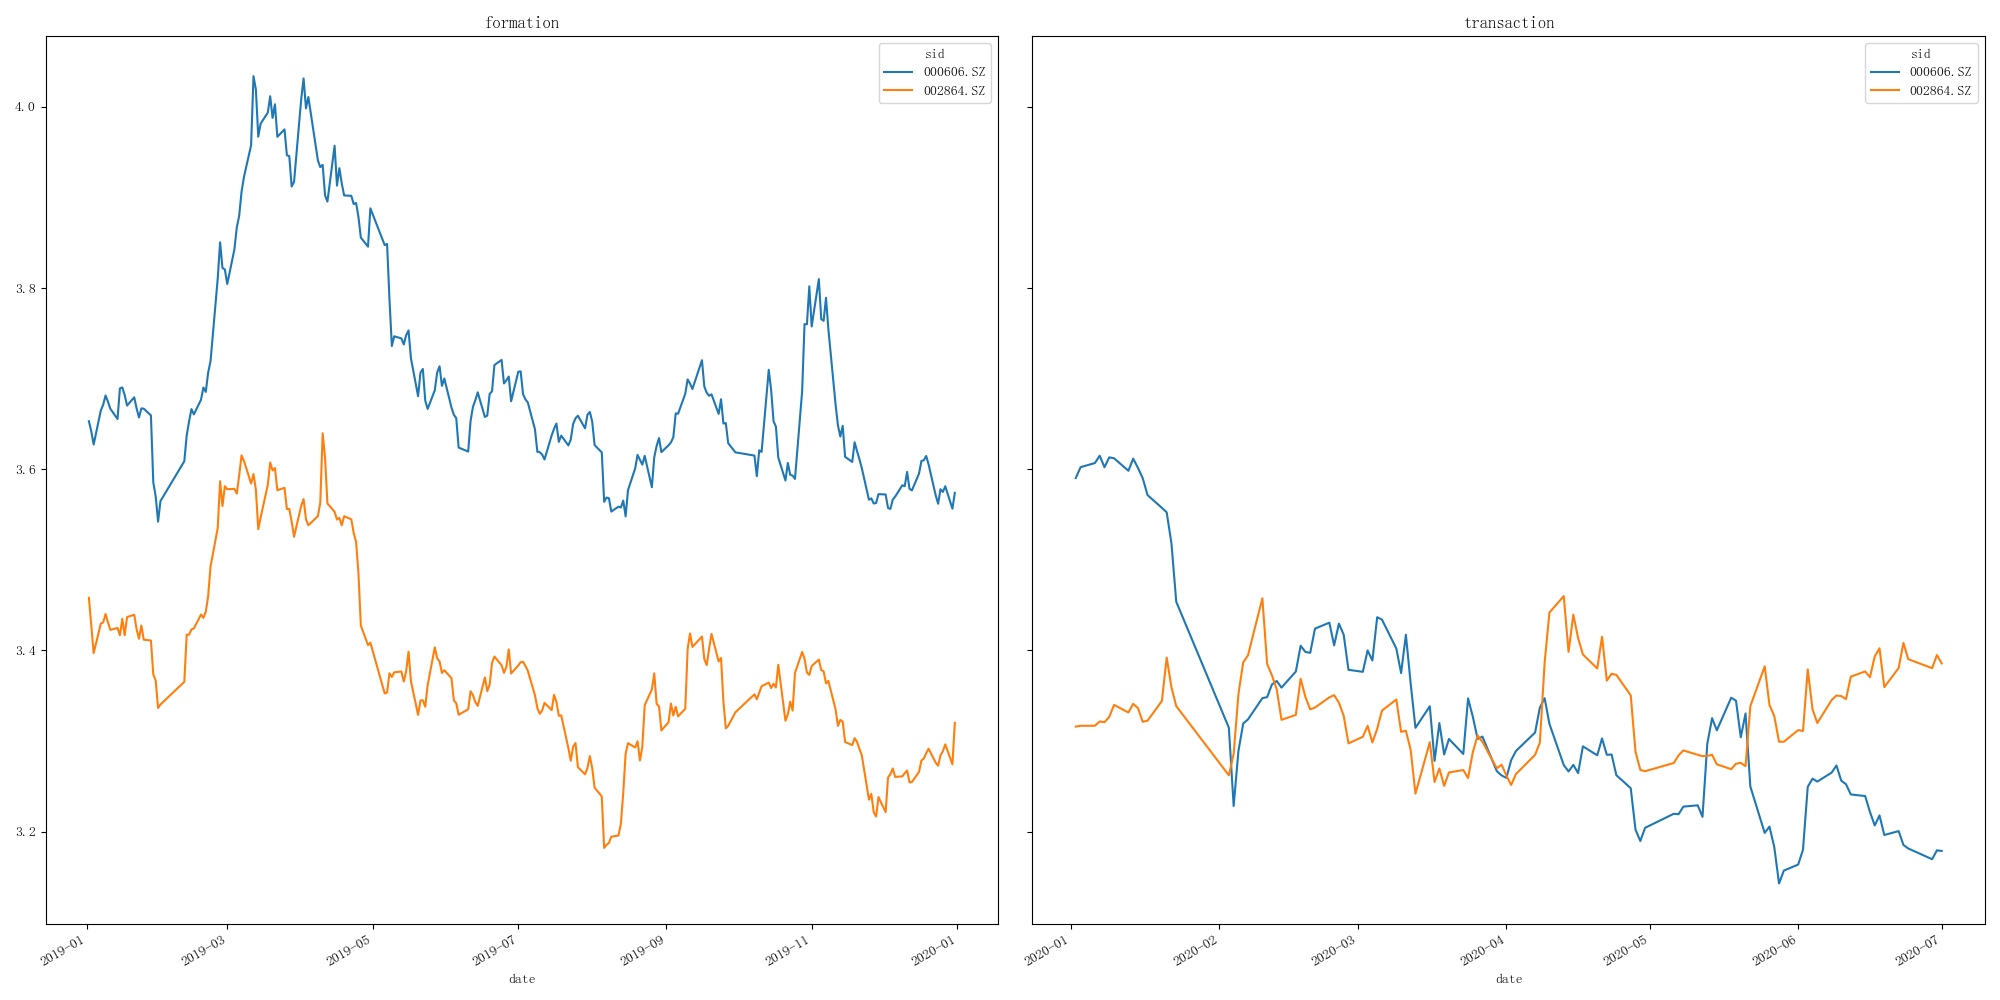 formation
sid
000606.SZ
002864.SZ
4.0
3.8
3.6
3.4
3.2
2019-01
2019-03
2019-05
2019-07
2019-09
2019-11
2020-01
date
transaction
sid
000606.SZ
002864.SZ
2020-01
2020-02
2020-03
2020-04
2020-05
2020-06
2020-07
date